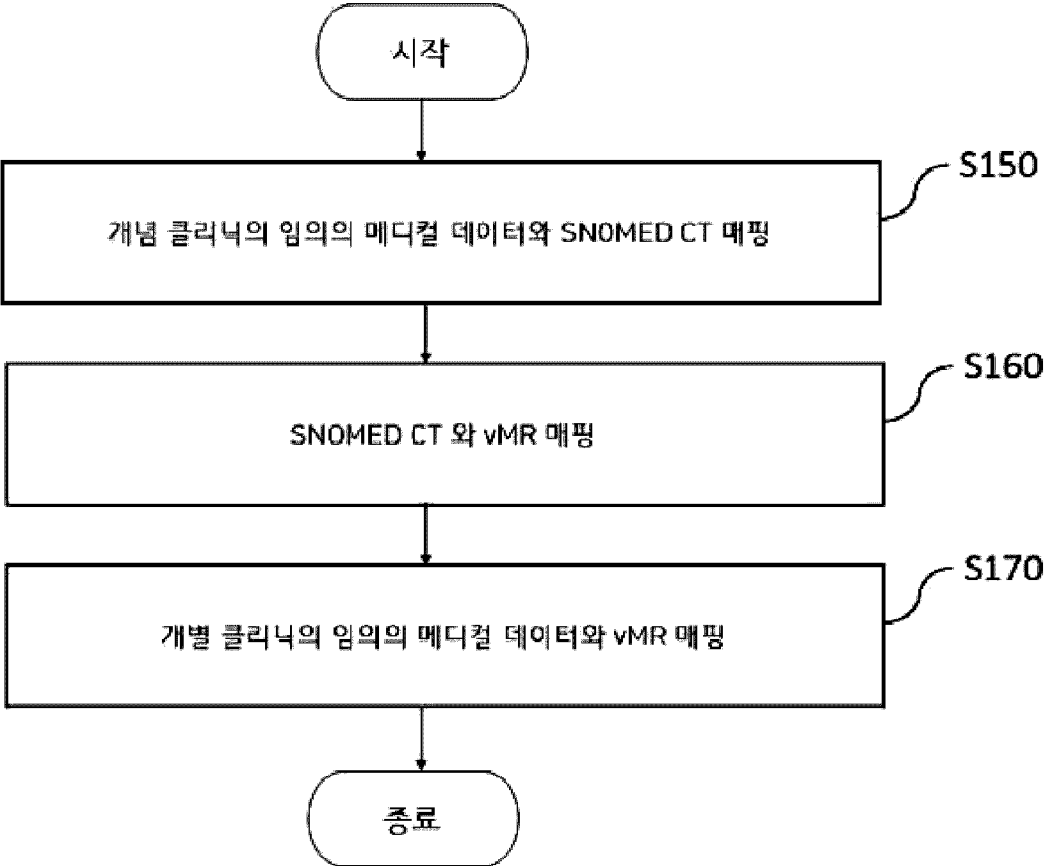 시작
S150
개념 클리닉의 임의의 메디컬 데이터와 SNOMED CT 매핑
S160
SNOMED CT 와 vMR 매핑
S170
개별 클리닉의 임의의 메디컬 데이터와 vMR 매핑
종료